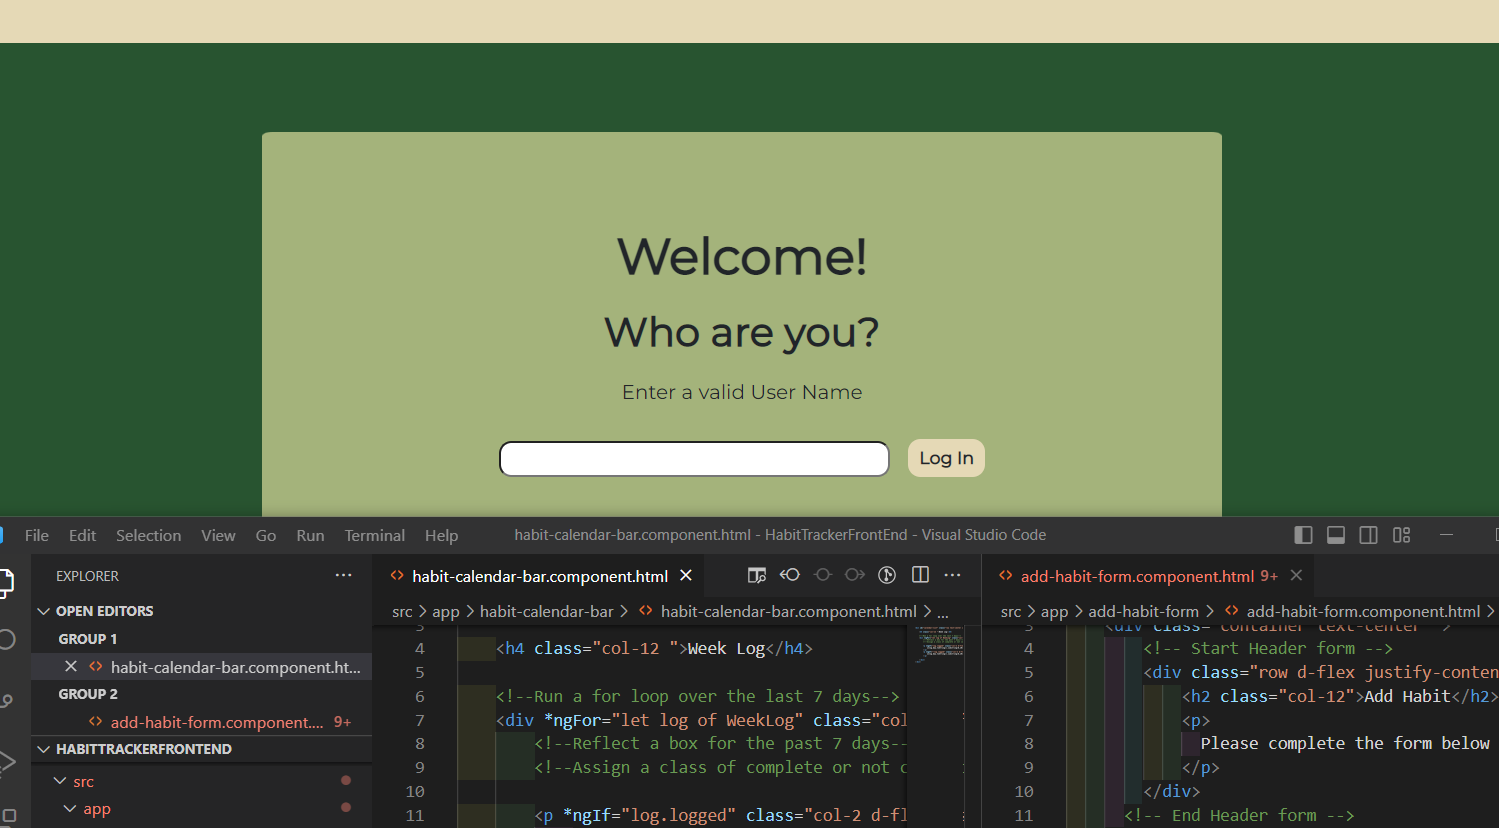 Welcome!
Who are you?
Enter a valid User Name
Log In
File Edit Selection View Go Run Terminal Help
habit-calendar-bar.component.html - HabitTrackerFrontEnd - Visual Studio Code
EXPLORER
OPEN EDITORS
GROUP 1
habit-calendar-bar.component.ht...
GROUP 2
add-habit-form.component.... 9+
HABITTRACKERFRONTEND
src
app
habit-calendar-bar.component.html
src > app > habit-calendar-bar > habit-calendar-bar.component.html > ...
3
4 <h4 class="col-12 ">Week Log</h4>
5
6 <!--Run a for loop over the last 7 days-->
7 <div *ngFor="let log of WeekLog" class="col
8 <!--Reflect a box for the past 7 days--
9 <!--Assign a class of complete or not c
10
11 <p *ngIf="log.logged" class="col-2 d-fl
add-habit-form.component.html 9+
src > app > add-habit-form > add-habit-form.component.html >
3 <div class="container text-center">
4 <!-- Start Header form -->
5 <div class="row d-flex justify-conten
6 <h2 class="col-12">Add Habit</h2>
7 <p>
8 Please complete the form below
9 </p>
10 </div>
11 <!-- End Header form -->